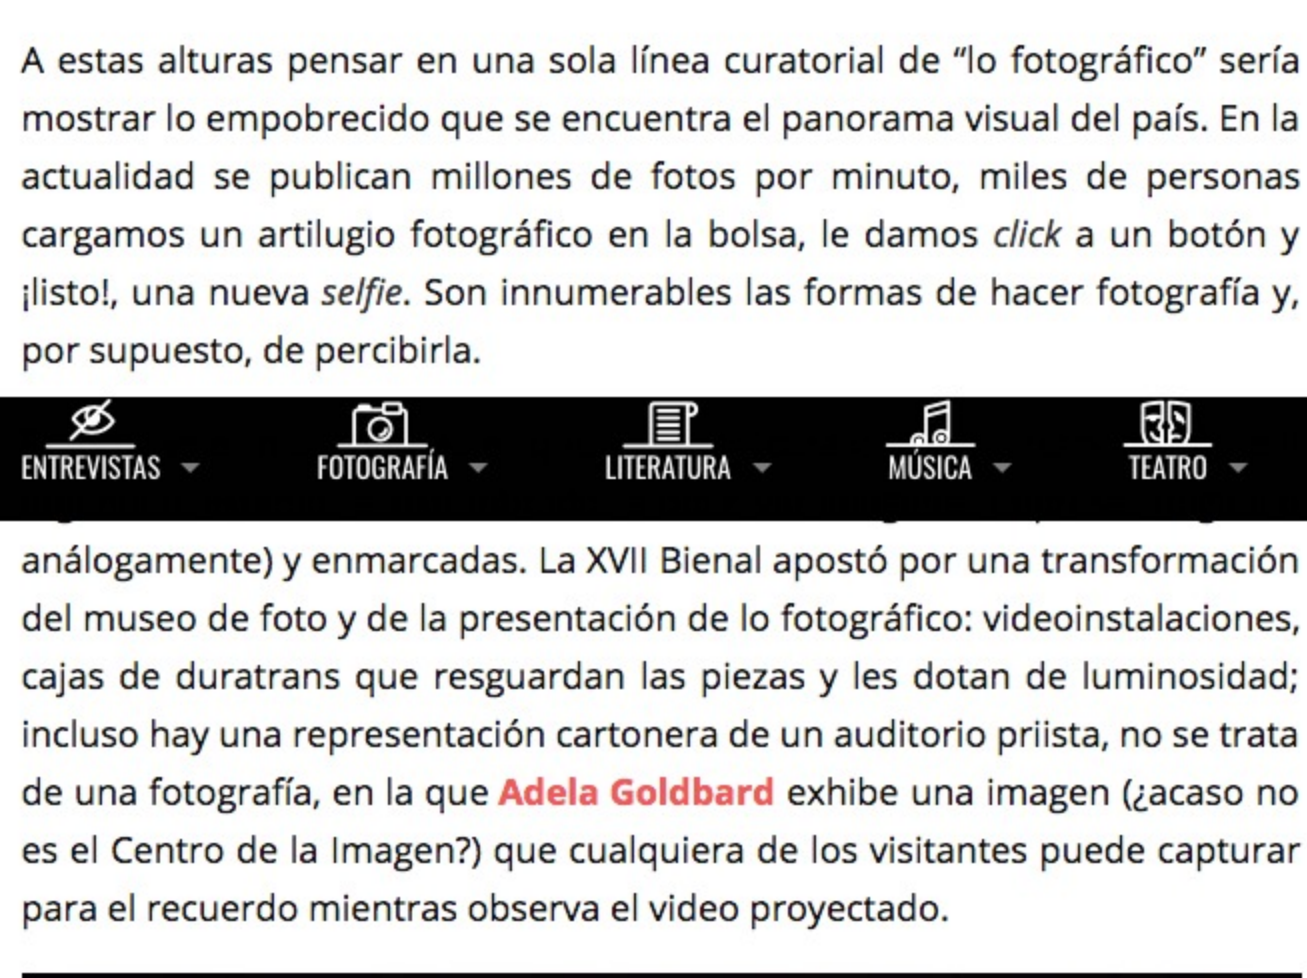 A estas alturas pensar en una sola línea curatorial de “lo fotográfico” sería
mostrar lo empobrecido que se encuentra el panorama visual del país. En la
actualidad se publican millones de fotos por minuto, miles de personas
cargamos un artilugio fotográfico en la bolsa, le damos click a un botón y
¡listo!, una nueva selfie. Son innumerables las formas de hacer fotografía y,
por supuesto, de percibirla.
ENTREVISTAS FOTOGRAFÍA LITERATURA MÚSICA TEATRO
análogamente) y enmarcadas. La XVII Bienal apostó por una transformación
del museo de foto y de la presentación de lo fotográfico: videoinstalaciones,
cajas de duratrans que resguardan las piezas y les dotan de luminosidad;
incluso hay una representación cartonera de un auditorio priista, no se trata
de una fotografía, en la que Adela Goldbard exhibe una imagen (¿acaso no
es el Centro de la Imagen?) que cualquiera de los visitantes puede capturar
para el recuerdo mientras observa el video proyectado.